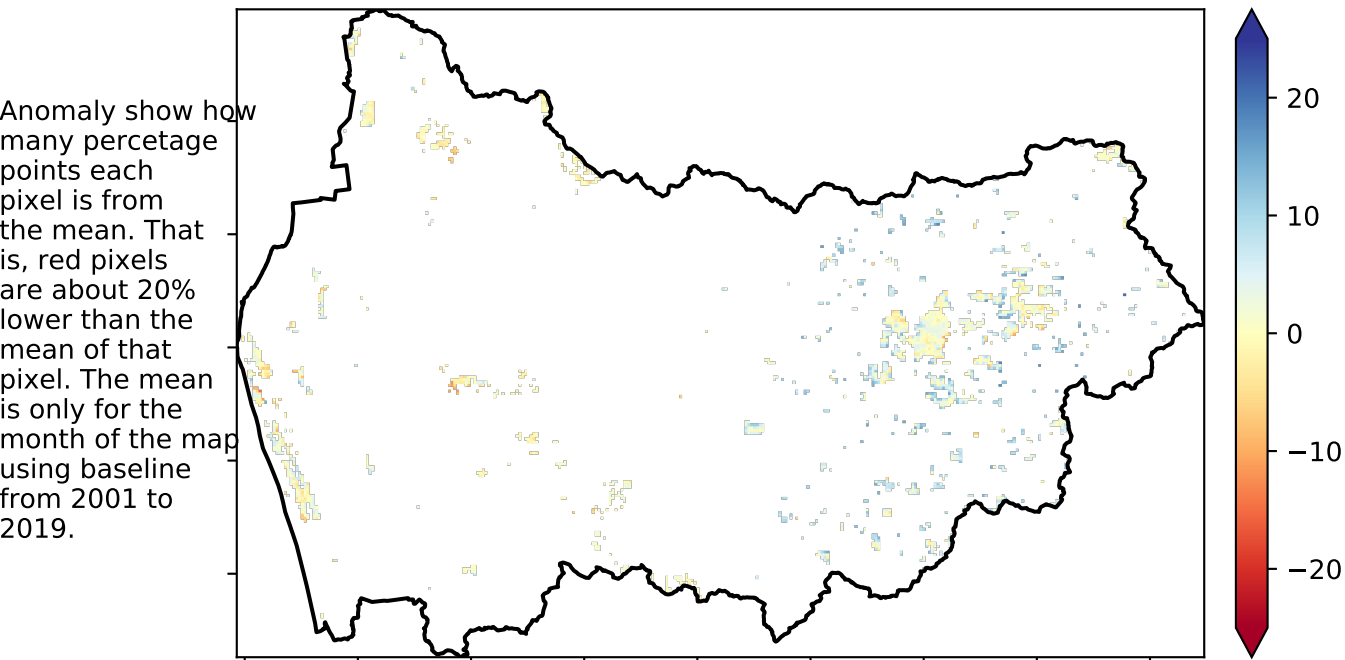 Anomaly show how
many percetage
points each
pixel is from
the mean. That
is, red pixels
are about 20%
lower than the
mean of that
pixel. The mean
is only for the
month of the map
using baseline
from 2001 to
2019.
20
10
0
−10
−20